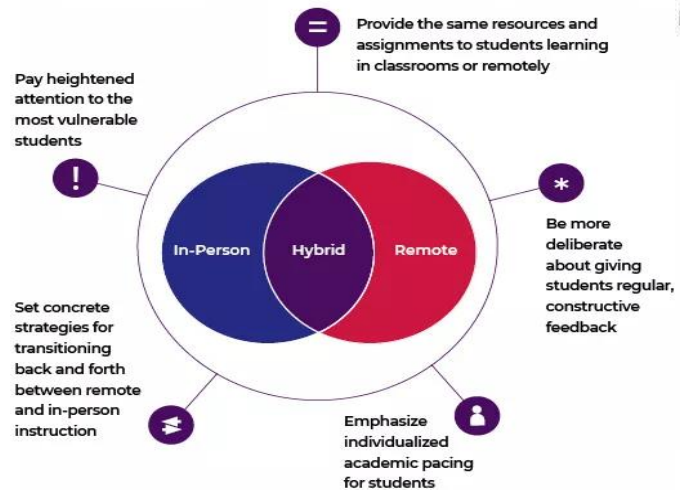 =
Provide the same resources and
assignments to students learning
in classrooms or remotely
Pay heightened
attention to the
most vulnerable
students
!
*
In-Person
Hybrid
Remote
Be more
deliberate
about giving
students regular,
constructive
feedback
Set concrete
strategies for
transitioning
back and forth
between remote
and in-person
instruction
Emphasize
individualized
academic pacing
for students